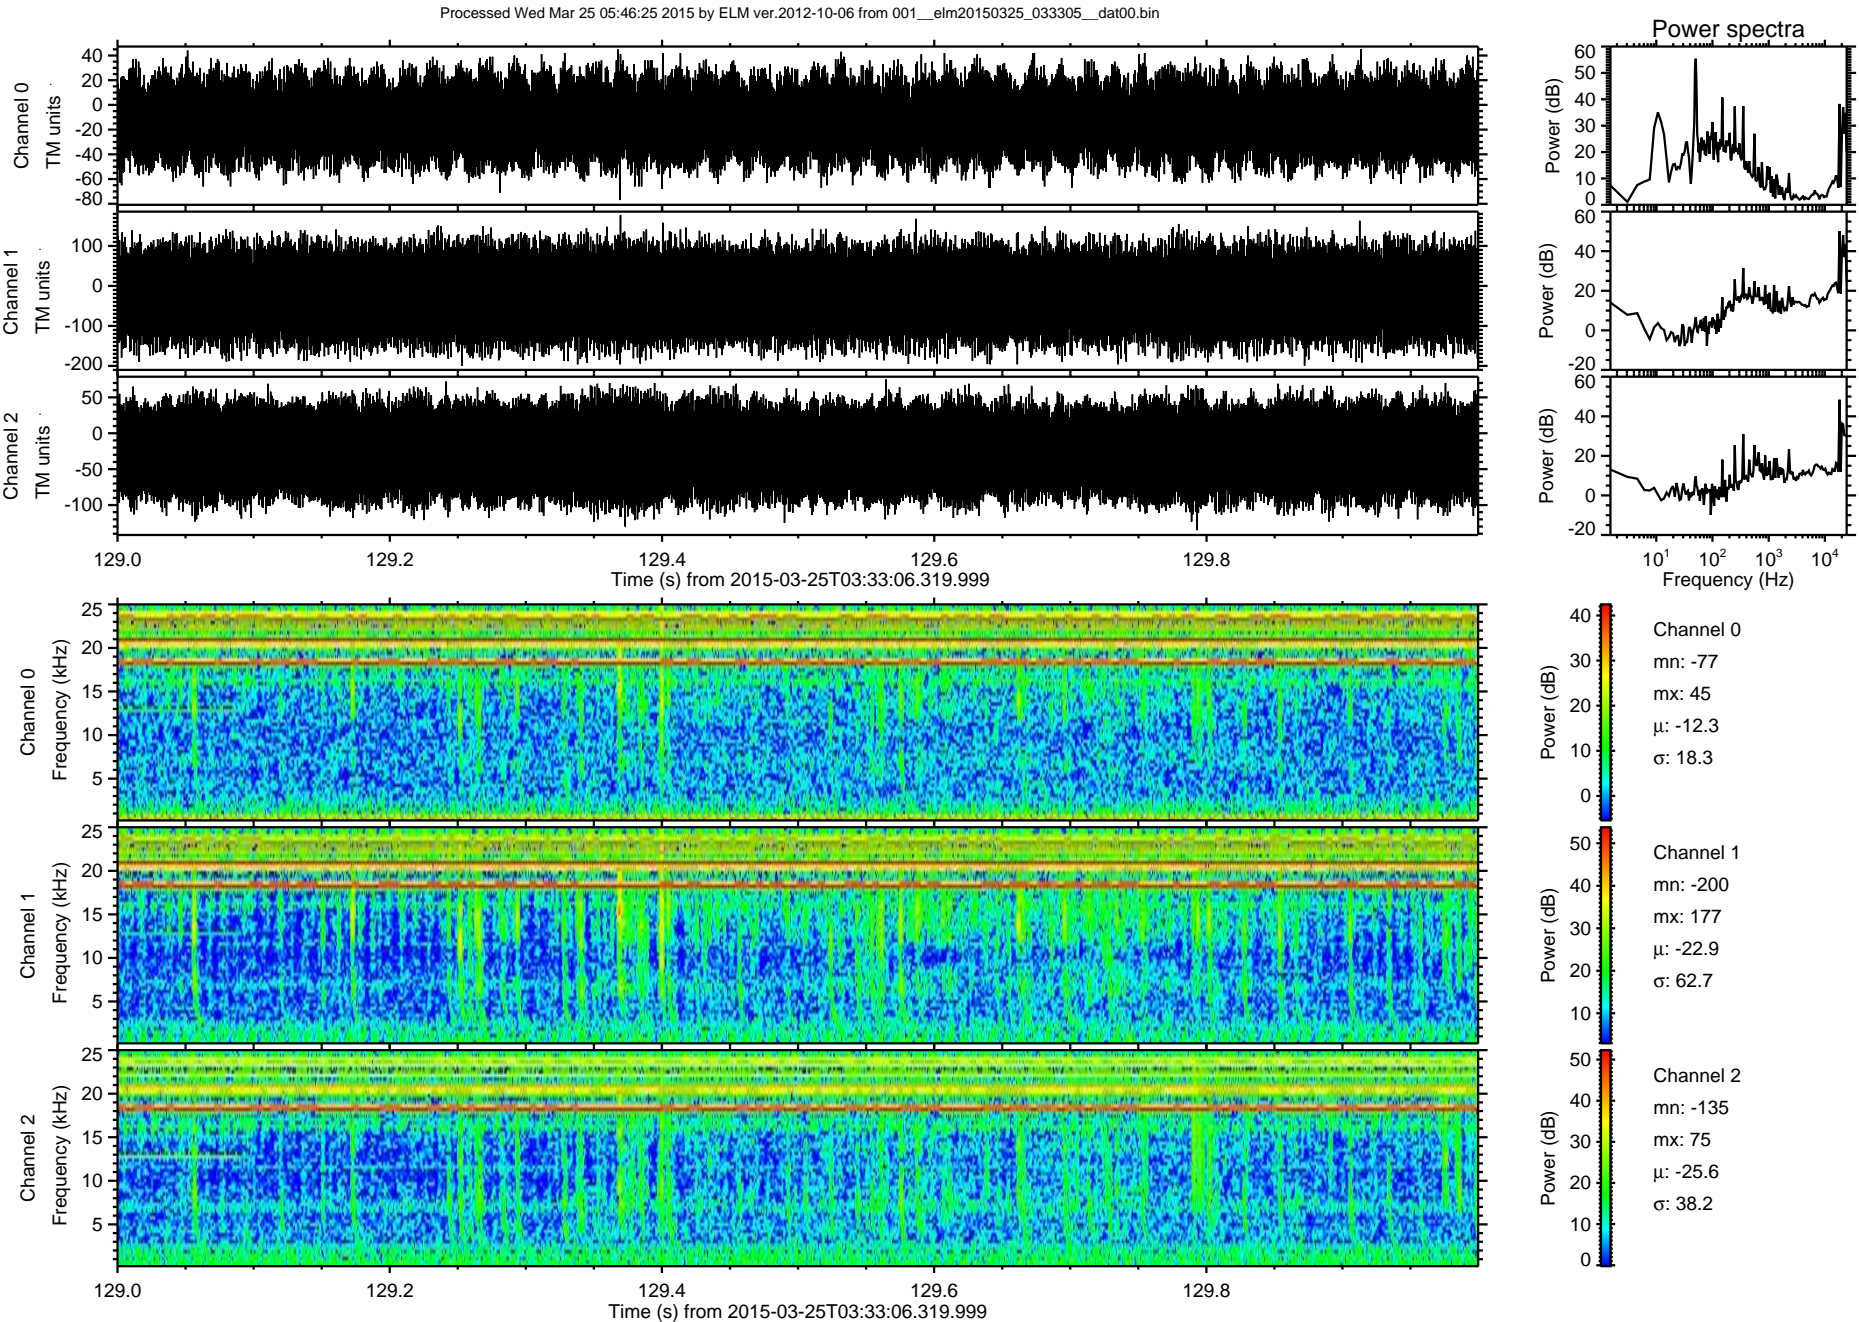 Processed Wed Mar 25 05:46:25 2015 by ELM ver.2012-10-06 from 001__elm20150325_033305__dat00.bin
Power spectra
Channel 0
TM units
40
20
0
-20
-40
-60
-80
Power (dB)
60
50
40
30
20
10
0
Channel 1
TM units
100
0
-100
-200
Power (dB)
60
40
20
0
-20
Channel 2
TM units
50
0
-50
-100
Power (dB)
60
40
20
0
-20
129.0 129.2 129.4 129.6 129.8
Time (s) from 2015-03-25T03:33:06.319.999
10¹ 10² 10³ 10⁴
Frequency (Hz)
Channel 0
Frequency (kHz)
25
20
15
10
5
Power (dB)
40
30
20
10
0
Channel 0
mn: -77
mx: 45
µ: -12.3
σ: 18.3
Channel 1
Frequency (kHz)
25
20
15
10
5
Power (dB)
50
40
30
20
10
Channel 1
mn: -200
mx: 177
µ: -22.9
σ: 62.7
Channel 2
Frequency (kHz)
25
20
15
10
5
Power (dB)
50
40
30
20
10
0
Channel 2
mn: -135
mx: 75
µ: -25.6
σ: 38.2
129.0 129.2 129.4 129.6 129.8
Time (s) from 2015-03-25T03:33:06.319.999